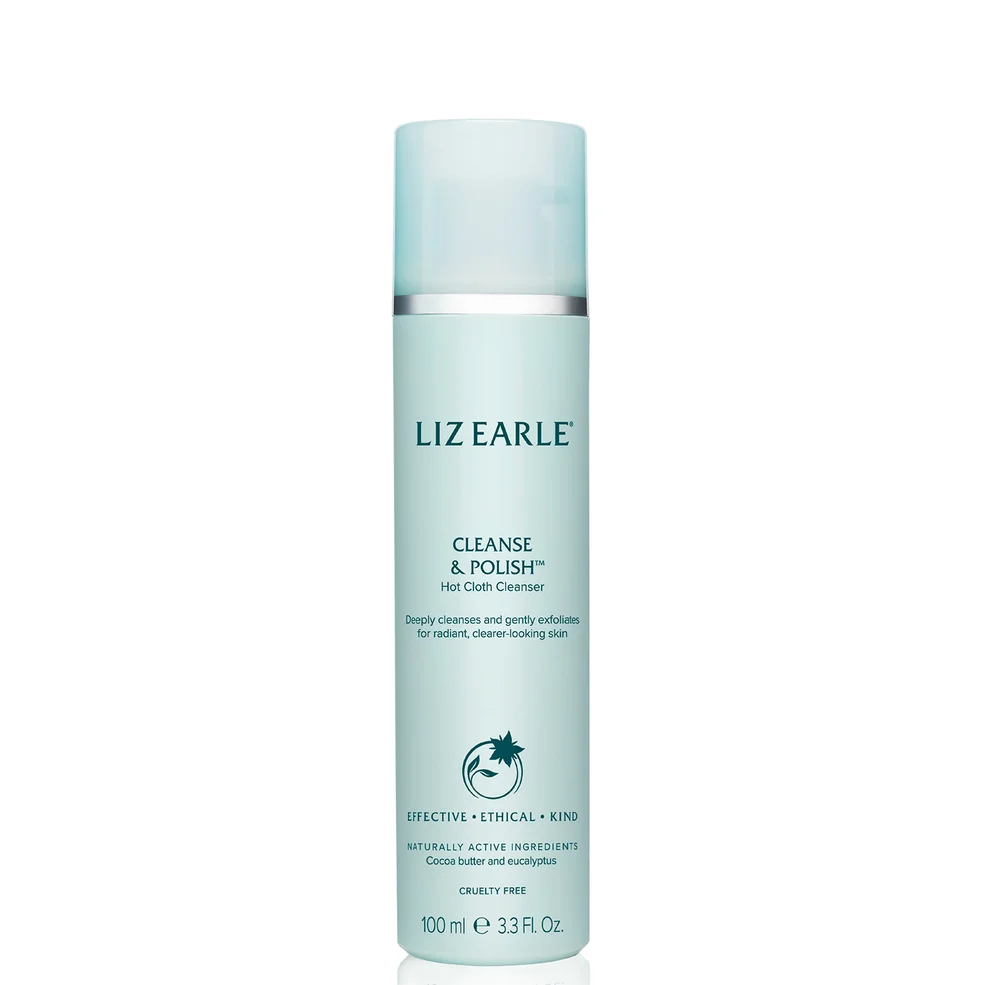 LIZ EARLE®
CLEANSE
& POLISH™
Hot Cloth Cleanser
Deeply cleanses and gently exfoliates
for radiant, clearer-looking skin
EFFECTIVE • ETHICAL • KIND
NATURALLY ACTIVE INGREDIENTS
Cocoa butter and eucalyptus
CRUELTY FREE
100 ml ℮ 3.3 Fl. Oz.